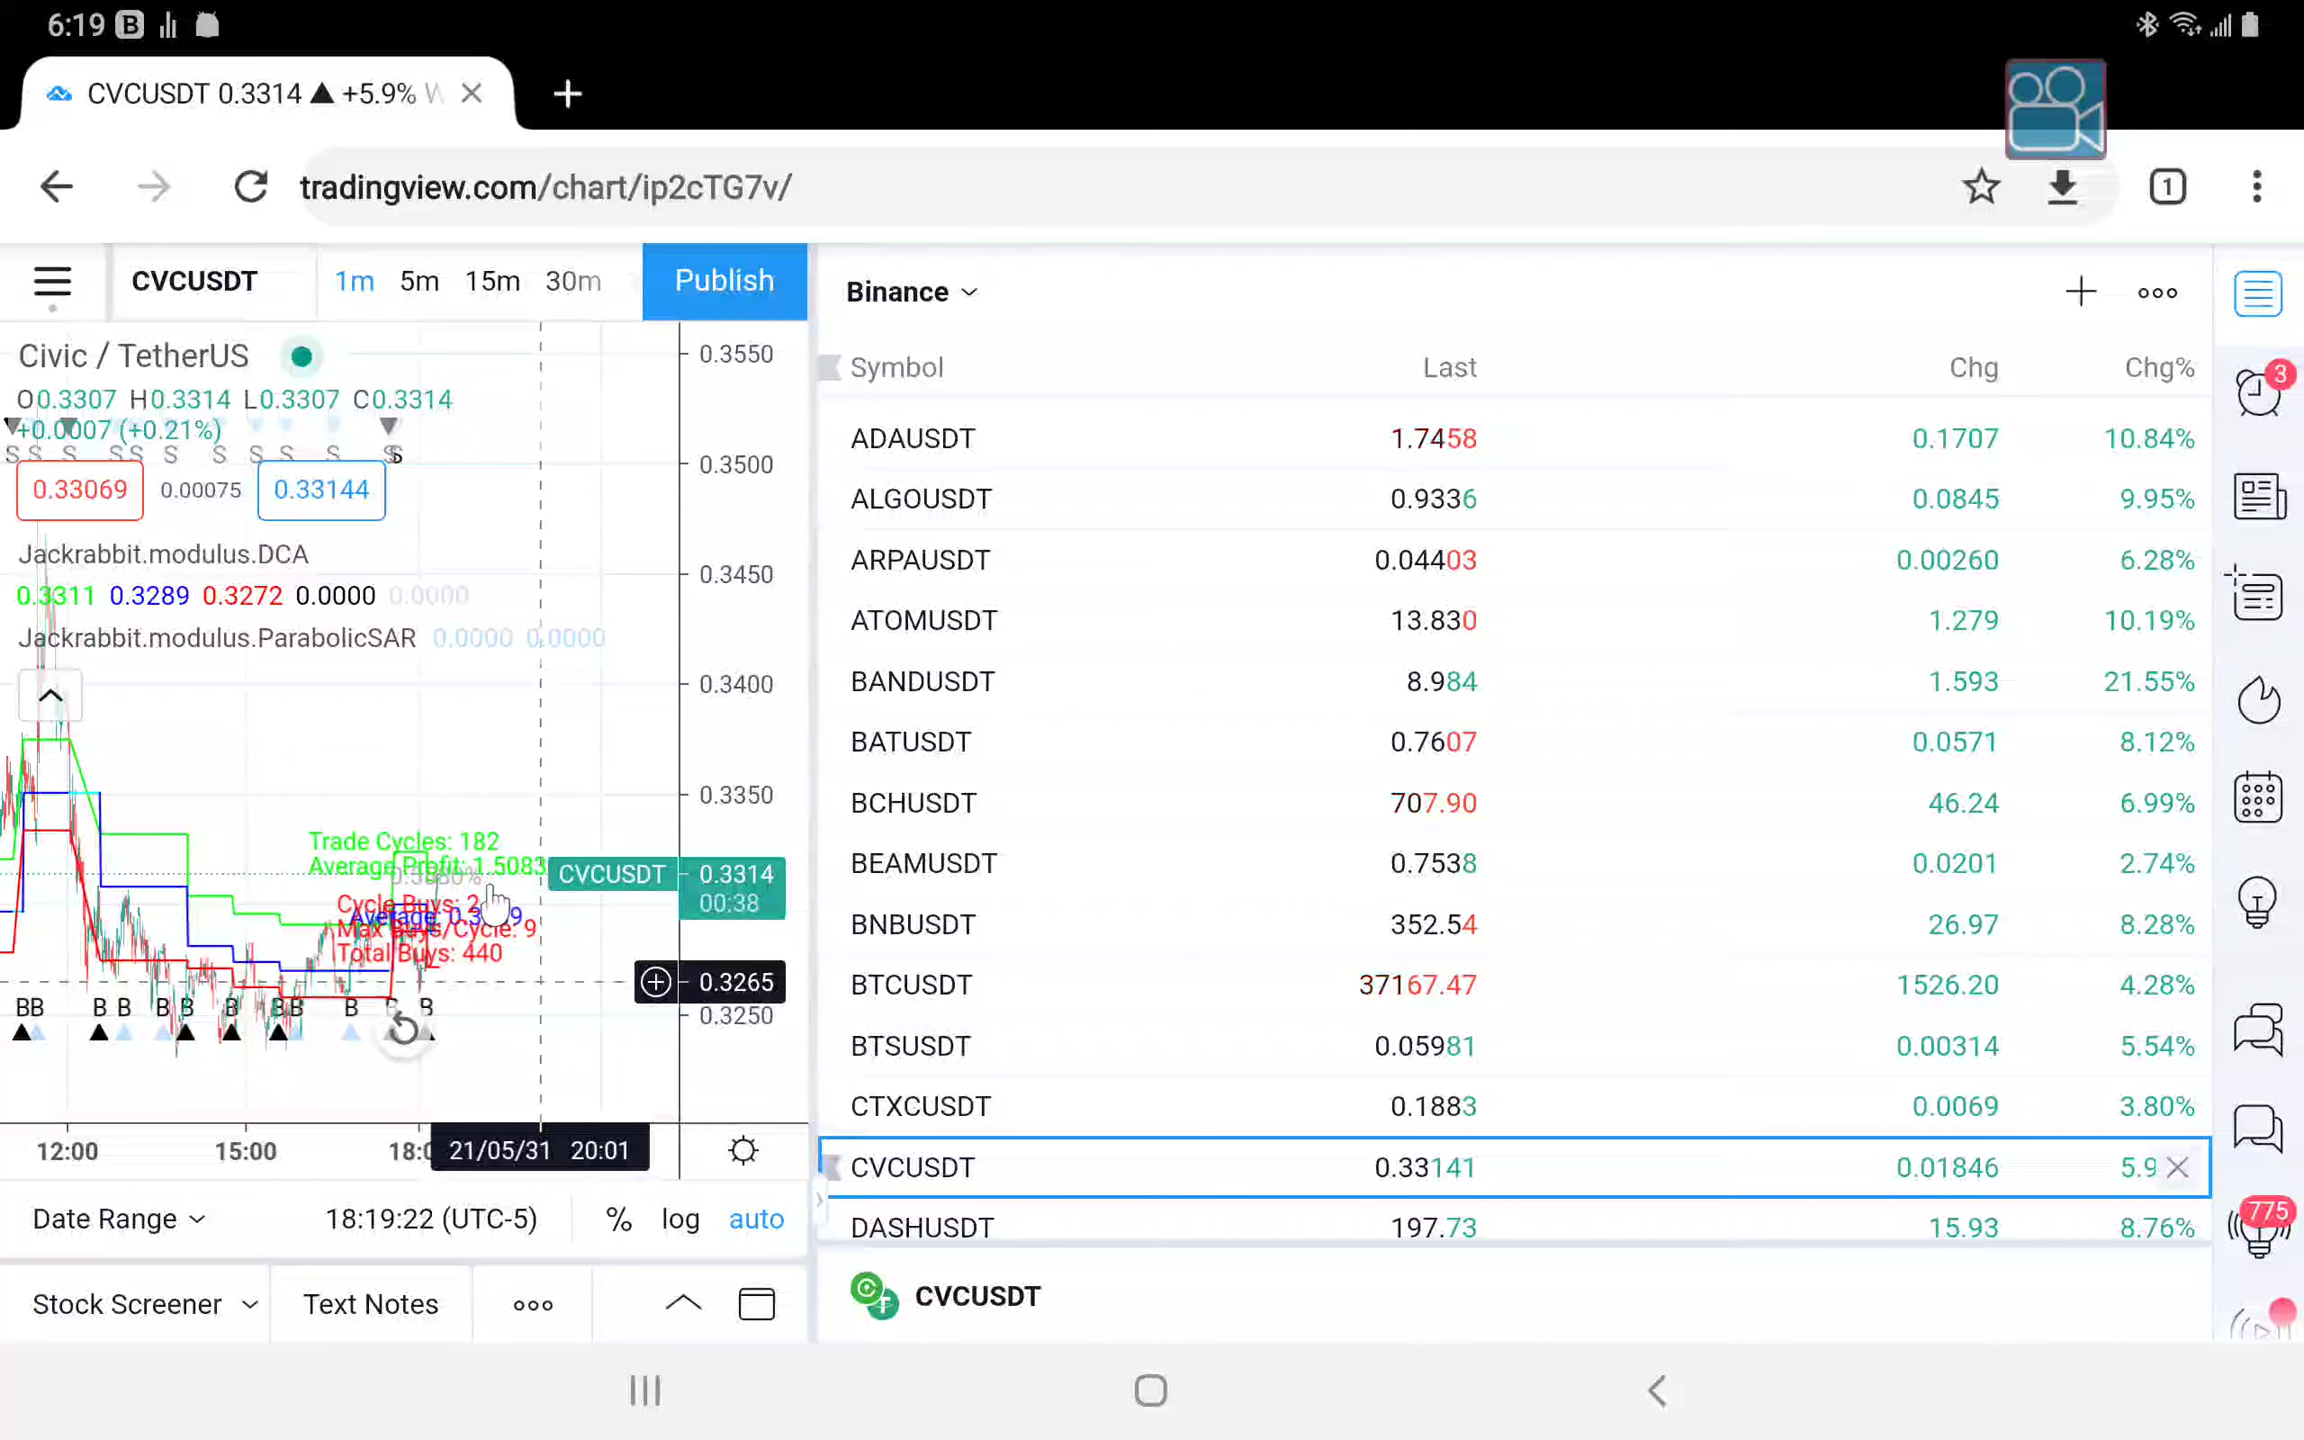 6:19
CVCUSDT 0.3314 ▲ +5.9% W
tradingview.com/chart/ip2cTG7v/
1
CVCUSDT 1m 5m 15m 30m Publish
Civic / TetherUS
O0.3307 H0.3314 L0.3307 C0.3314
+0.0007 (+0.21%)
S S S S S S S S S S S
0.33069 0.00075 0.33144
Jackrabbit.modulus.DCA
0.3311 0.3289 0.3272 0.0000 0.0000
Jackrabbit.modulus.ParabolicSAR 0.0000 0.0000
0.3550
0.3500
0.3450
0.3400
0.3350
Trade Cycles: 182
Average Profit: 1.5083
CVCUSDT 0.3314
00:38
Cycle Buys: 2
Max Buys/Cycle: 9
Total Buys: 440
0.3265
0.3250
BB B B B B B BB B B B
12:00 15:00 18:0 21/05/31 20:01
Date Range 18:19:22 (UTC-5) % log auto
Stock Screener Text Notes
Binance
Symbol Last Chg Chg%
ADAUSDT 1.7458 0.1707 10.84%
ALGOUSDT 0.9336 0.0845 9.95%
ARPAUSDT 0.04403 0.00260 6.28%
ATOMUSDT 13.830 1.279 10.19%
BANDUSDT 8.984 1.593 21.55%
BATUSDT 0.7607 0.0571 8.12%
BCHUSDT 707.90 46.24 6.99%
BEAMUSDT 0.7538 0.0201 2.74%
BNBUSDT 352.54 26.97 8.28%
BTCUSDT 37167.47 1526.20 4.28%
BTSUSDT 0.05981 0.00314 5.54%
CTXCUSDT 0.1883 0.0069 3.80%
CVCUSDT 0.33141 0.01846 5.9
DASHUSDT 197.73 15.93 8.76%
CVCUSDT
3
775